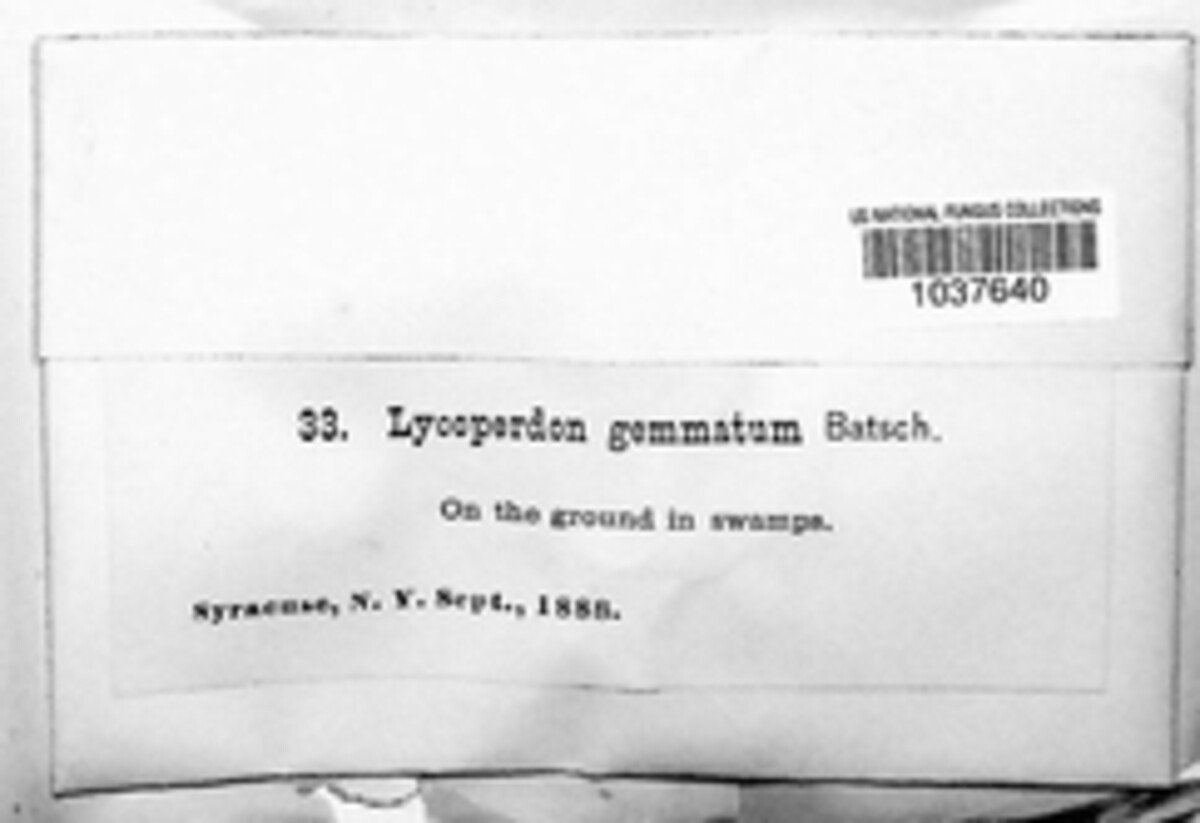 US NATIONAL FUNGUS COLLECTIONS
1037640
33. Lycoperdon gemmatum Batsch.
On the ground in swamps.
Syracuse, N. Y. Sept., 1888.